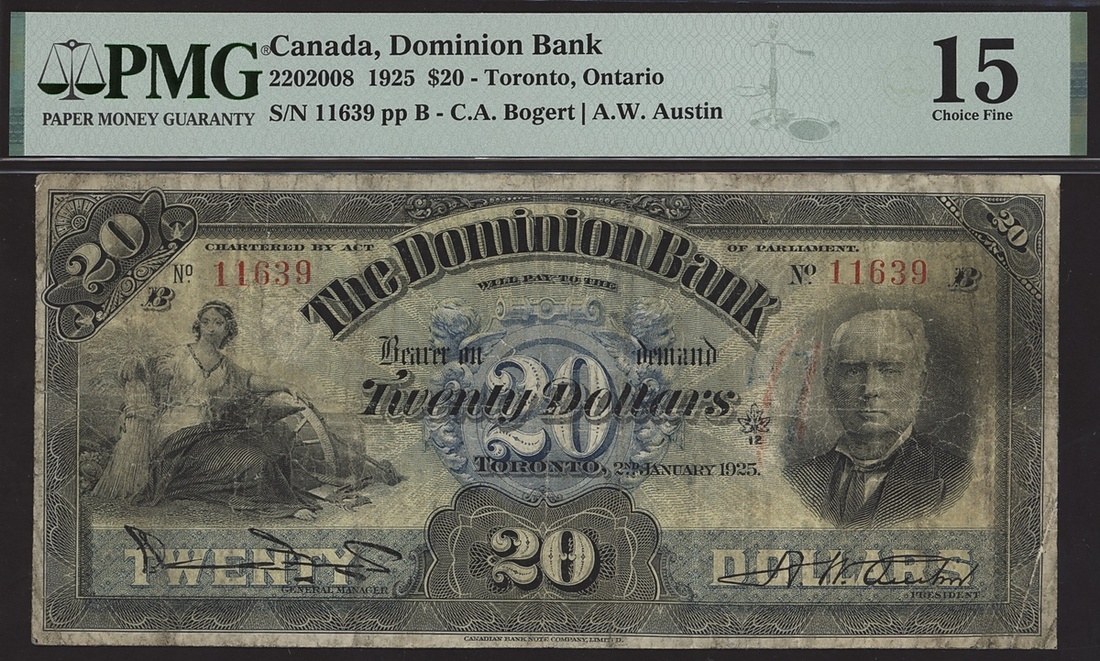 PMG®
PAPER MONEY GUARANTY
Canada, Dominion Bank
2202008 1925 $20 - Toronto, Ontario
S/N 11639 pp B - C.A. Bogert | A.W. Austin
15
Choice Fine
20
20
CHARTERED BY ACT OF PARLIAMENT.
The Dominion Bank
No 11639
B
No 11639
B
WILL PAY TO THE
Bearer on demand
20
Twenty Dollars
12
TORONTO, 2ND JANUARY 1925.
TWENTY
20
DOLLARS
A W Austin
GENERAL MANAGER
PRESIDENT
CANADIAN BANK NOTE COMPANY, LIMITED.